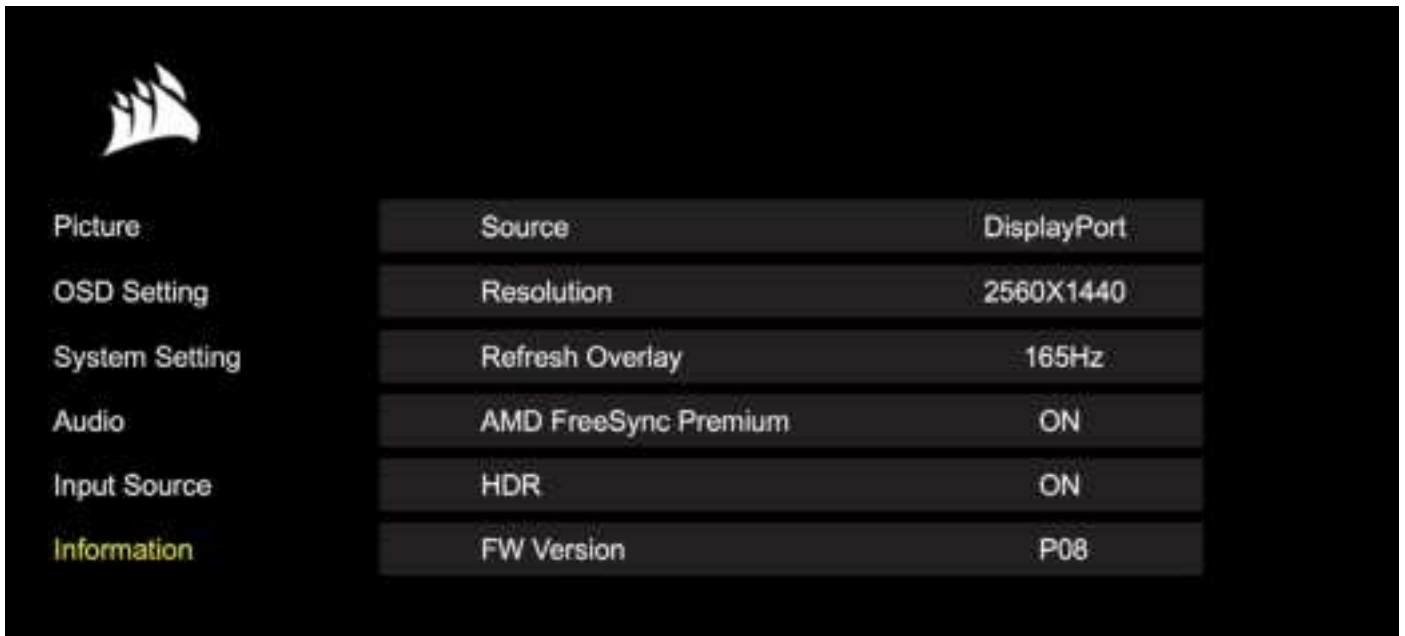 Picture
OSD Setting
System Setting
Audio
Input Source
Information
Source DisplayPort
Resolution 2560X1440
Refresh Overlay 165Hz
AMD FreeSync Premium ON
HDR ON
FW Version P08